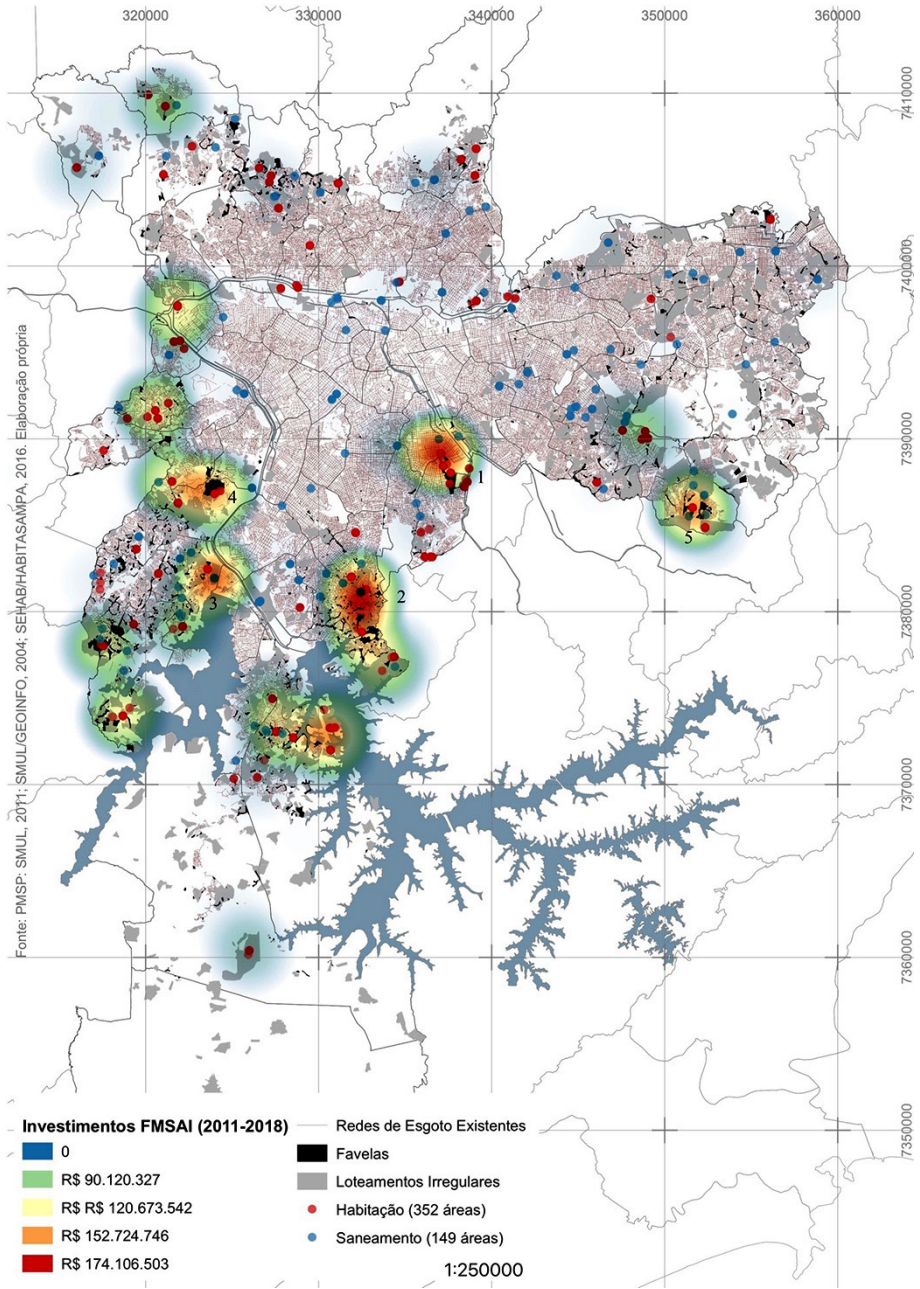 320000
330000
340000
350000
360000
7410000
7400000
7390000
7380000
7370000
7360000
7350000
1
2
3
4
5
Fonte: PMSP: SMUL, 2011; SMUL/GEOINFO, 2004; SEHAB/HABITASAMPA, 2016. Elaboração própria
Investimentos FMSAI (2011-2018)
0
R$ 90.120.327
R$ R$ 120.673.542
R$ 152.724.746
R$ 174.106.503
Redes de Esgoto Existentes
Favelas
Loteamentos Irregulares
Habitação (352 áreas)
Saneamento (149 áreas)
1:250000